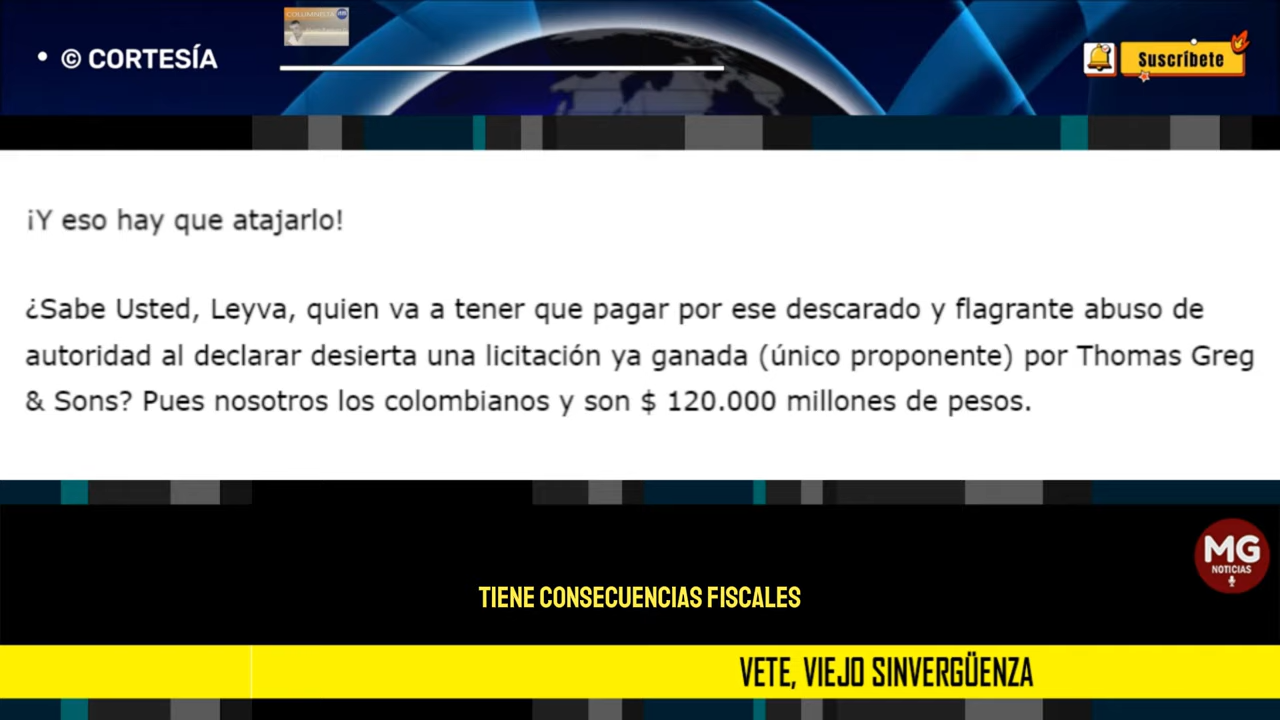 COLUMNISTA
• © CORTESÍA
Suscríbete
¡Y eso hay que atajarlo!
¿Sabe Usted, Leyva, quien va a tener que pagar por ese descarado y flagrante abuso de
autoridad al declarar desierta una licitación ya ganada (único proponente) por Thomas Greg
& Sons? Pues nosotros los colombianos y son $ 120.000 millones de pesos.
MG
NOTICIAS
TIENE CONSECUENCIAS FISCALES
VETE, VIEJO SINVERGÜENZA